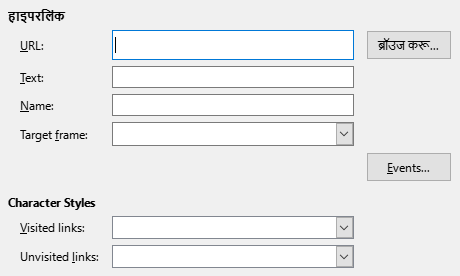 हाइपरलिंक
URL:
ब्रॉउज करू...
Text:
Name:
Target frame:
Events...
Character Styles
Visited links:
Unvisited links: